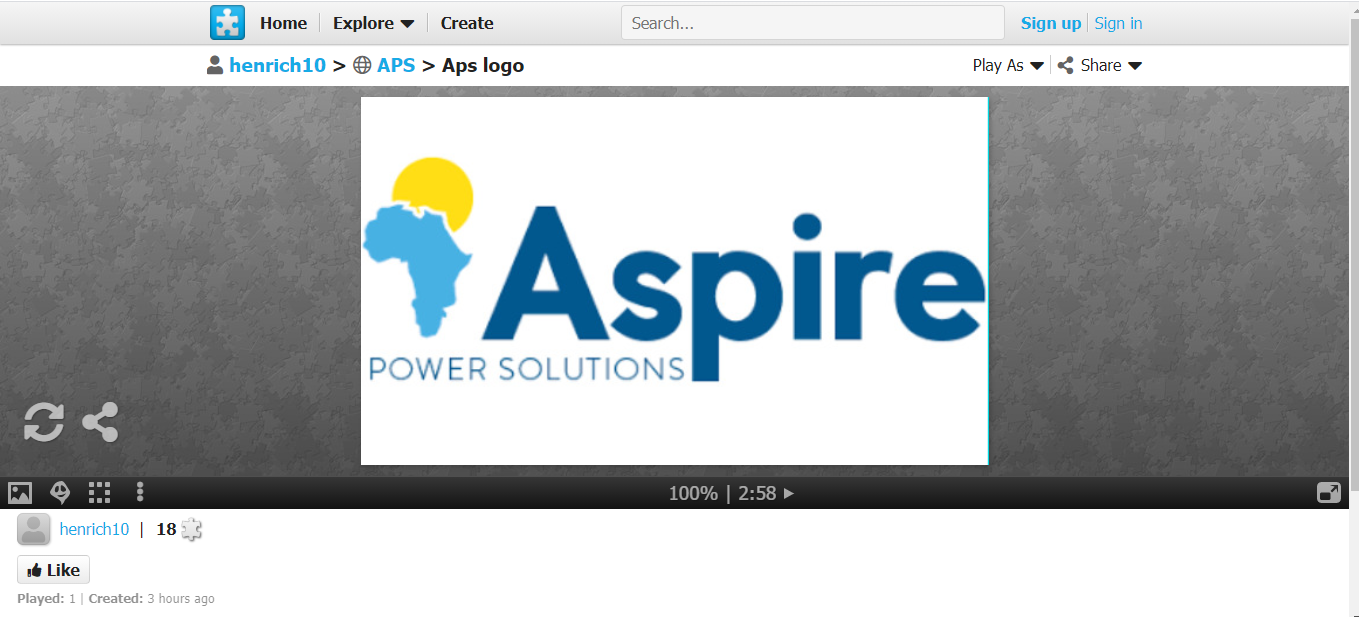 Home Explore Create Search... Sign up Sign in
henrich10 > APS > Aps logo Play As Share
Aspire
POWER SOLUTIONS
100% | 2:58
henrich10 | 18
Like
Played: 1 | Created: 3 hours ago